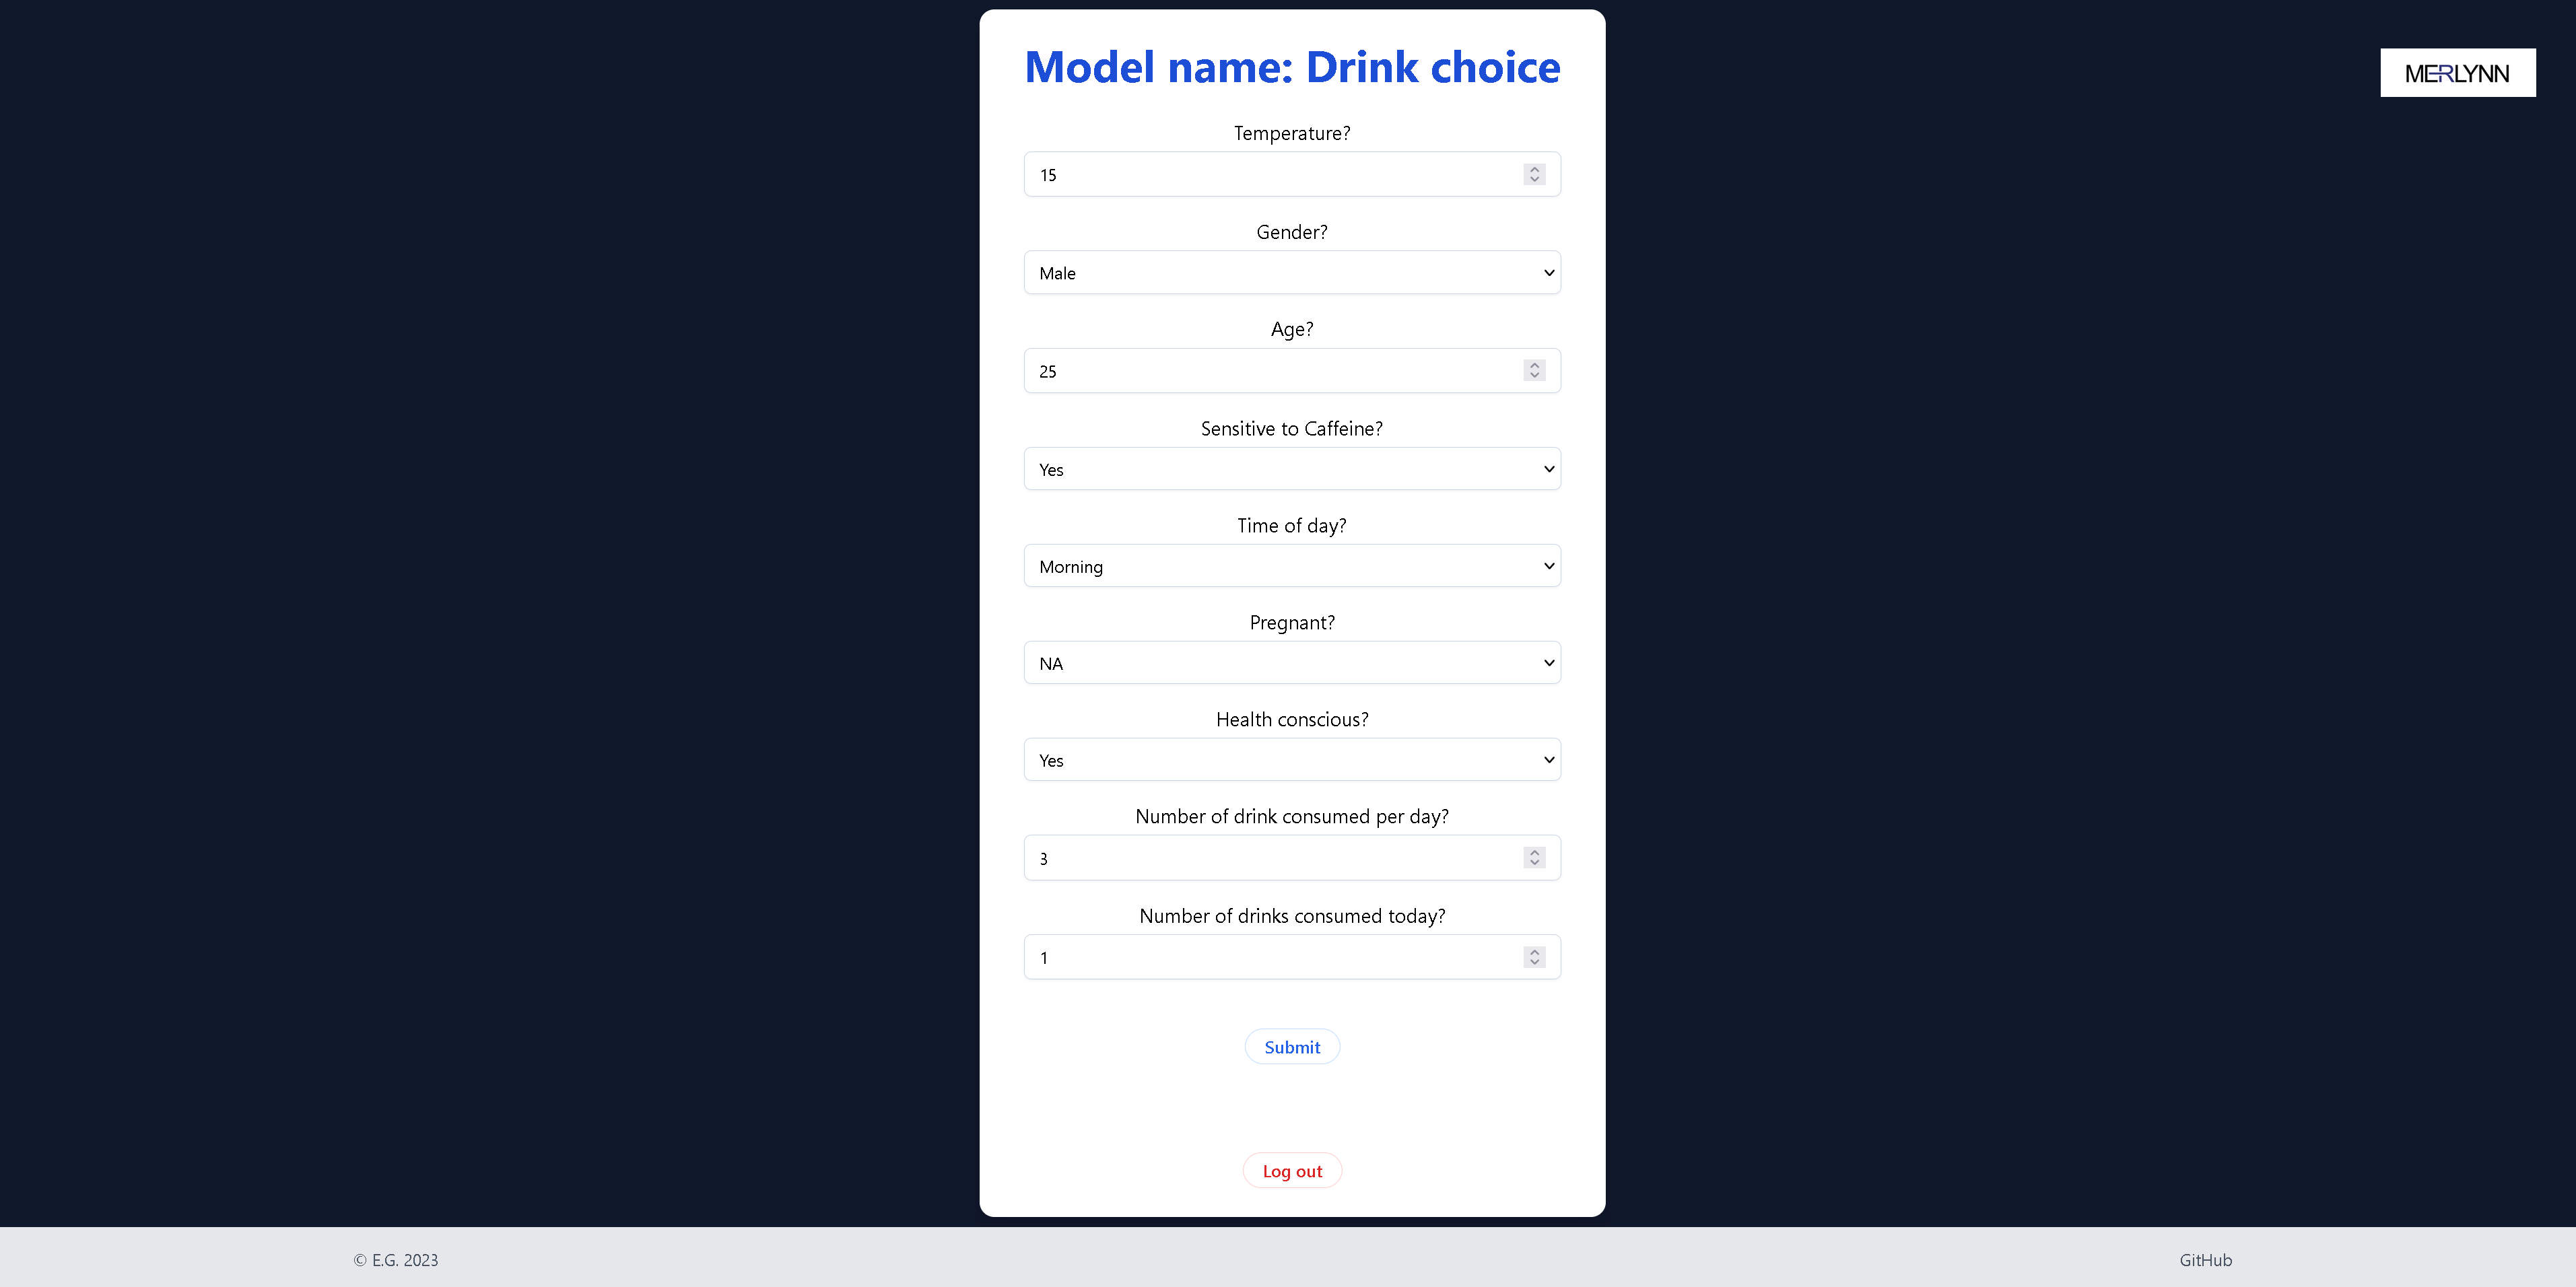 Model name: Drink choice
MERLYNN
Temperature?
15
Gender?
Male
Age?
25
Sensitive to Caffeine?
Yes
Time of day?
Morning
Pregnant?
NA
Health conscious?
Yes
Number of drink consumed per day?
3
Number of drinks consumed today?
1
Submit
Log out
© E.G. 2023
GitHub